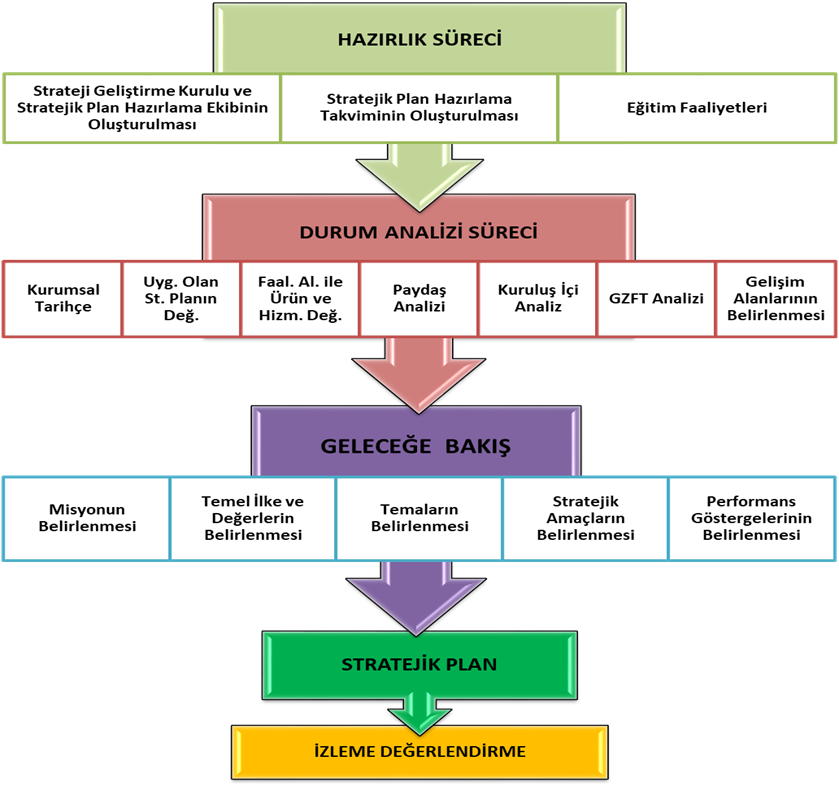 HAZIRLIK SÜRECİ
Strateji Geliştirme Kurulu ve
Stratejik Plan Hazırlama Ekibinin
Oluşturulması
Stratejik Plan Hazırlama
Takviminin Oluşturulması
Eğitim Faaliyetleri
DURUM ANALİZİ SÜRECİ
Kurumsal
Tarihçe
Uyg. Olan
St. Planın
Değ.
Faal. Al. ile
Ürün ve
Hizm. Değ.
Paydaş
Analizi
Kuruluş İçi
Analiz
GZFT Analizi
Gelişim
Alanlarının
Belirlenmesi
GELECEĞE BAKIŞ
Misyonun
Belirlenmesi
Temel İlke ve
Değerlerin
Belirlenmesi
Temaların
Belirlenmesi
Stratejik
Amaçların
Belirlenmesi
Performans
Göstergelerinin
Belirlenmesi
STRATEJİK PLAN
İZLEME DEĞERLENDİRME